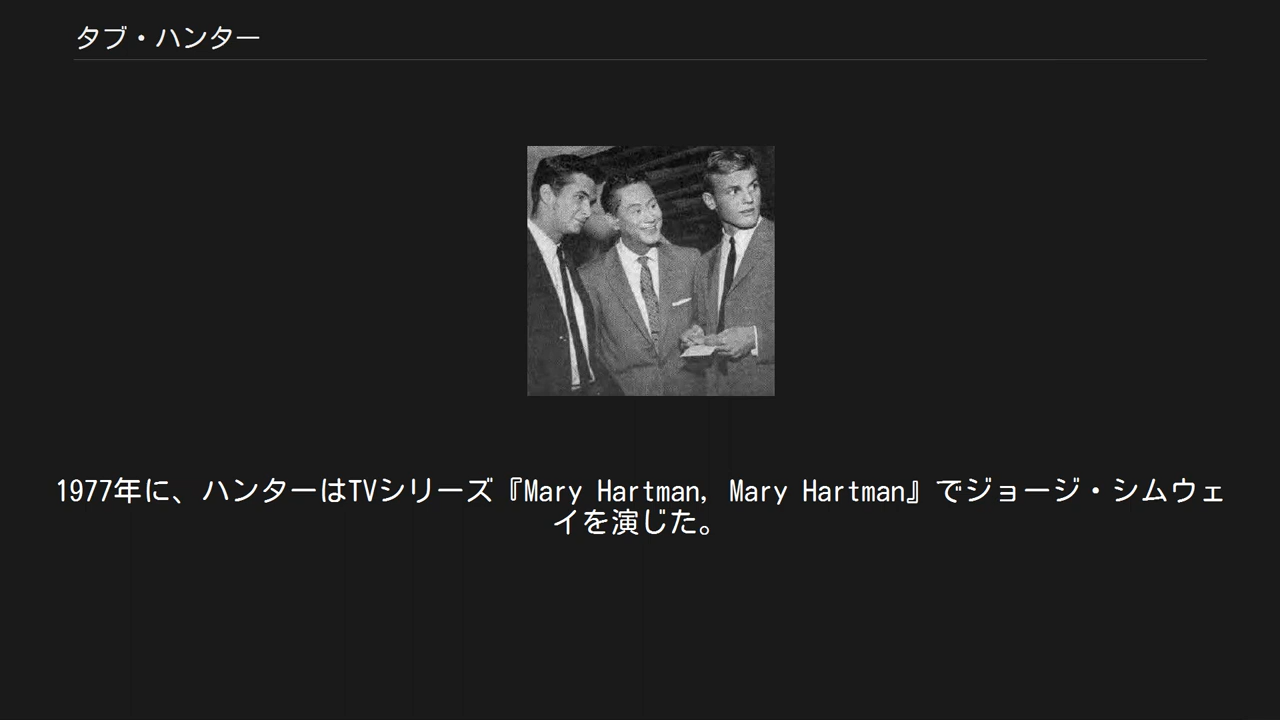 タブ・ハンター
1977年に、ハンターはTVシリーズ『Mary Hartman, Mary Hartman』でジョージ・シムウェ
イを演じた。